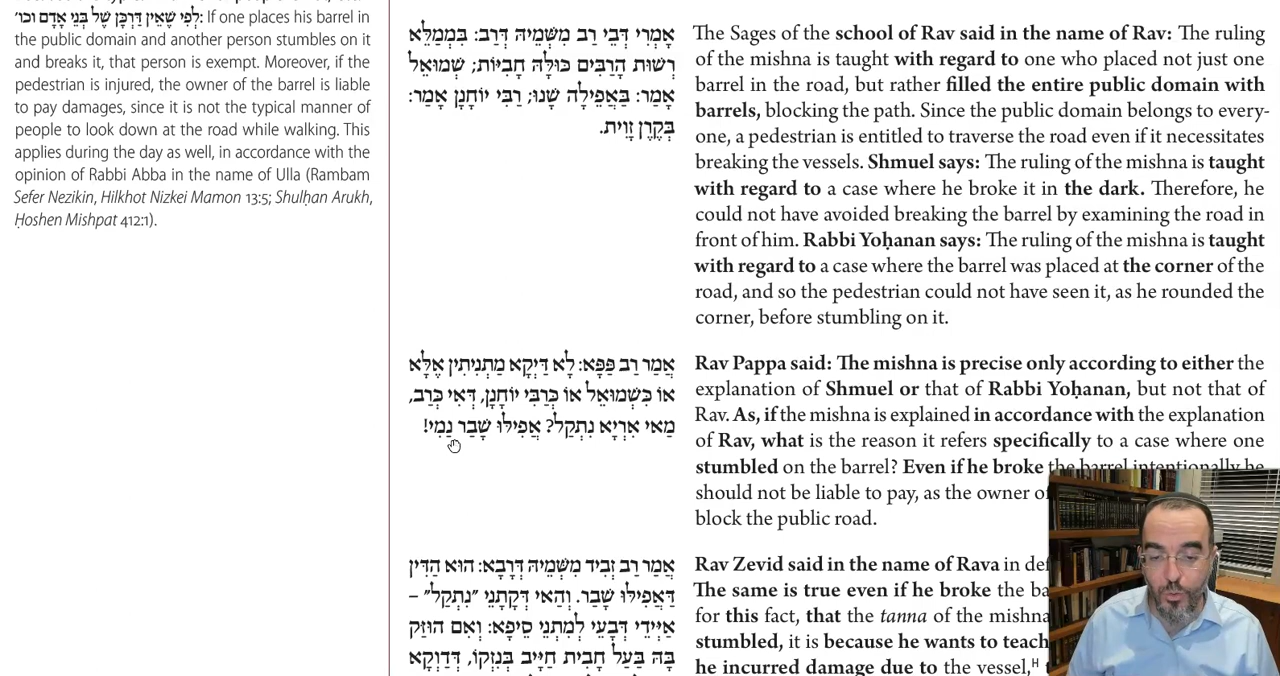 לְפִי שֶׁאֵין דַּרְכָּן שֶׁל בְּנֵי אָדָם וכו׳: If one places his barrel in
the public domain and another person stumbles on it
and breaks it, that person is exempt. Moreover, if the
pedestrian is injured, the owner of the barrel is liable
to pay damages, since it is not the typical manner of
people to look down at the road while walking. This
applies during the day as well, in accordance with the
opinion of Rabbi Abba in the name of Ulla (Rambam
Sefer Nezikin, Hilkhot Nizkei Mamon 13:5; Shulḥan Arukh,
Ḥoshen Mishpat 412:1).
אָמְרִי דְּבֵי רַב מִשְּׁמֵיהּ דְּרַב: בִּמְמַלֵּא
רְשׁוּת הָרַבִּים כּוּלָּהּ חָבִיּוֹת; שְׁמוּאֵל
אָמַר: בַּאֲפֵילָה שָׁנוּ; רַבִּי יוֹחָנָן אָמַר:
בְּקֶרֶן זָוִית.
The Sages of the school of Rav said in the name of Rav: The ruling
of the mishna is taught with regard to one who placed not just one
barrel in the road, but rather filled the entire public domain with
barrels, blocking the path. Since the public domain belongs to every-
one, a pedestrian is entitled to traverse the road even if it necessitates
breaking the vessels. Shmuel says: The ruling of the mishna is taught
with regard to a case where he broke it in the dark. Therefore, he
could not have avoided breaking the barrel by examining the road in
front of him. Rabbi Yoḥanan says: The ruling of the mishna is taught
with regard to a case where the barrel was placed at the corner of the
road, and so the pedestrian could not have seen it, as he rounded the
corner, before stumbling on it.
אֲמַר רַב פָּפָּא: לָא דַּיְקָא מַתְנִיתִין אֶלָּא
אוֹ כִּשְׁמוּאֵל אוֹ כְּרַבִּי יוֹחָנָן, דְּאִי כְּרַב,
מַאי אִרְיָא נִתְקַל? אֲפִילּוּ שָׁבַר נַמִי!
Rav Pappa said: The mishna is precise only according to either the
explanation of Shmuel or that of Rabbi Yoḥanan, but not that of
Rav. As, if the mishna is explained in accordance with the explanation
of Rav, what is the reason it refers specifically to a case where one
stumbled on the barrel? Even if he broke the barrel intentionally he
should not be liable to pay, as the owner of
block the public road.
אֲמַר רַב זְבִיד מִשְּׁמֵיהּ דְּרָבָא: הוּא הַדִּין
דַּאֲפִילּוּ שָׁבַר. וְהַאי דְּקָתָנֵי ״נִתְקַל״ –
אַיְּידֵי דְּבָעֵי לְמִתְנֵי סֵיפָא: וְאִם הוּזַּק
בָּהּ בַּעַל חָבִית חַיָּיב בְּנִזְקוֹ, דְּדַוְקָא
Rav Zevid said in the name of Rava in
The same is true even if he broke the
for this fact, that the tanna of the mishna
stumbled, it is because he wants to teach
he incurred damage due to the vessel,H